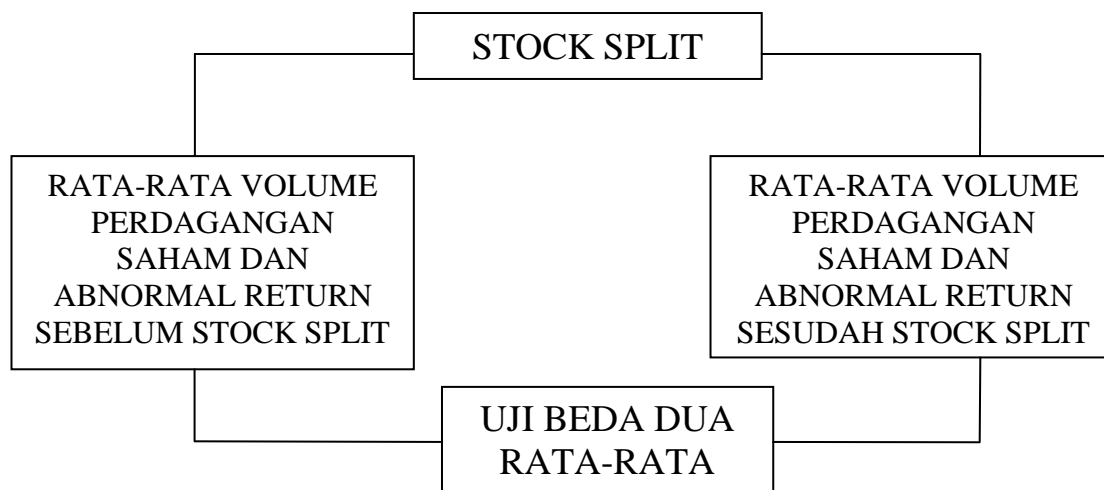 STOCK SPLIT
RATA-RATA VOLUME
PERDAGANGAN
SAHAM DAN
ABNORMAL RETURN
SEBELUM STOCK SPLIT
RATA-RATA VOLUME
PERDAGANGAN
SAHAM DAN
ABNORMAL RETURN
SESUDAH STOCK SPLIT
UJI BEDA DUA
RATA-RATA